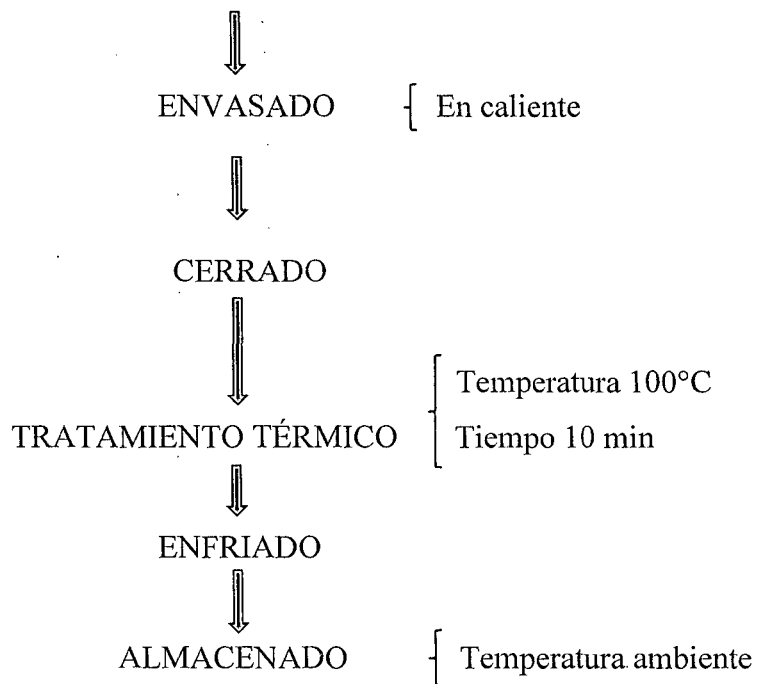 ENVASADO { En caliente
CERRADO
Temperatura 100°C
TRATAMIENTO TÉRMICO { Tiempo 10 min
ENFRIADO
ALMACENADO { Temperatura ambiente